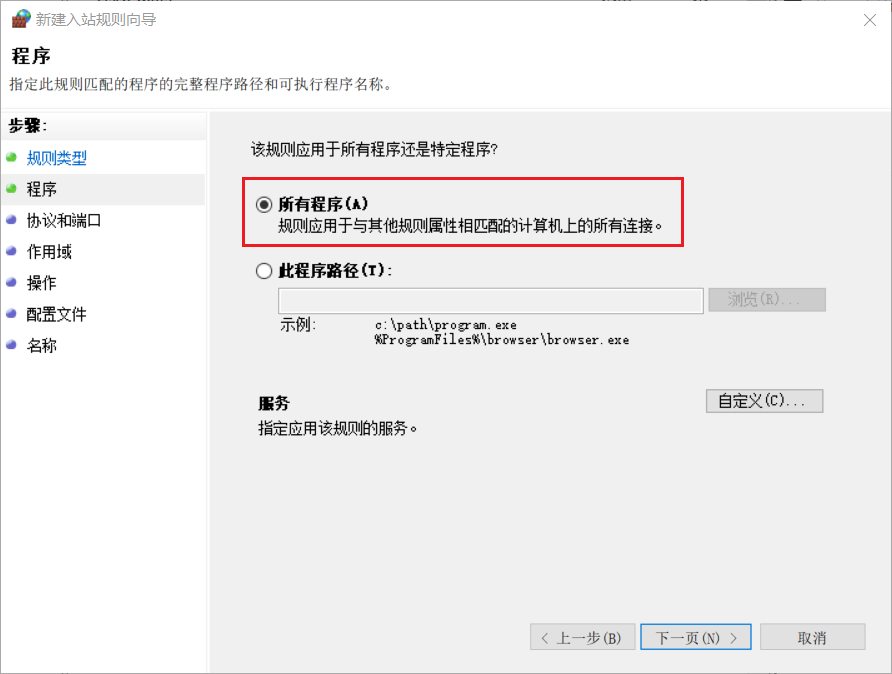 新建入站规则向导
程序
指定此规则匹配的程序的完整程序路径和可执行程序名称。
步骤:
规则类型
程序
协议和端口
作用域
操作
配置文件
名称
该规则应用于所有程序还是特定程序?
所有程序(A)
规则应用于与其他规则属性相匹配的计算机上的所有连接。
此程序路径(T):
浏览(R)...
示例: c:\path\program.exe
%ProgramFiles%\browser\browser.exe
服务
自定义(C)...
指定应用该规则的服务。
< 上一步(B)
下一页(N) >
取消